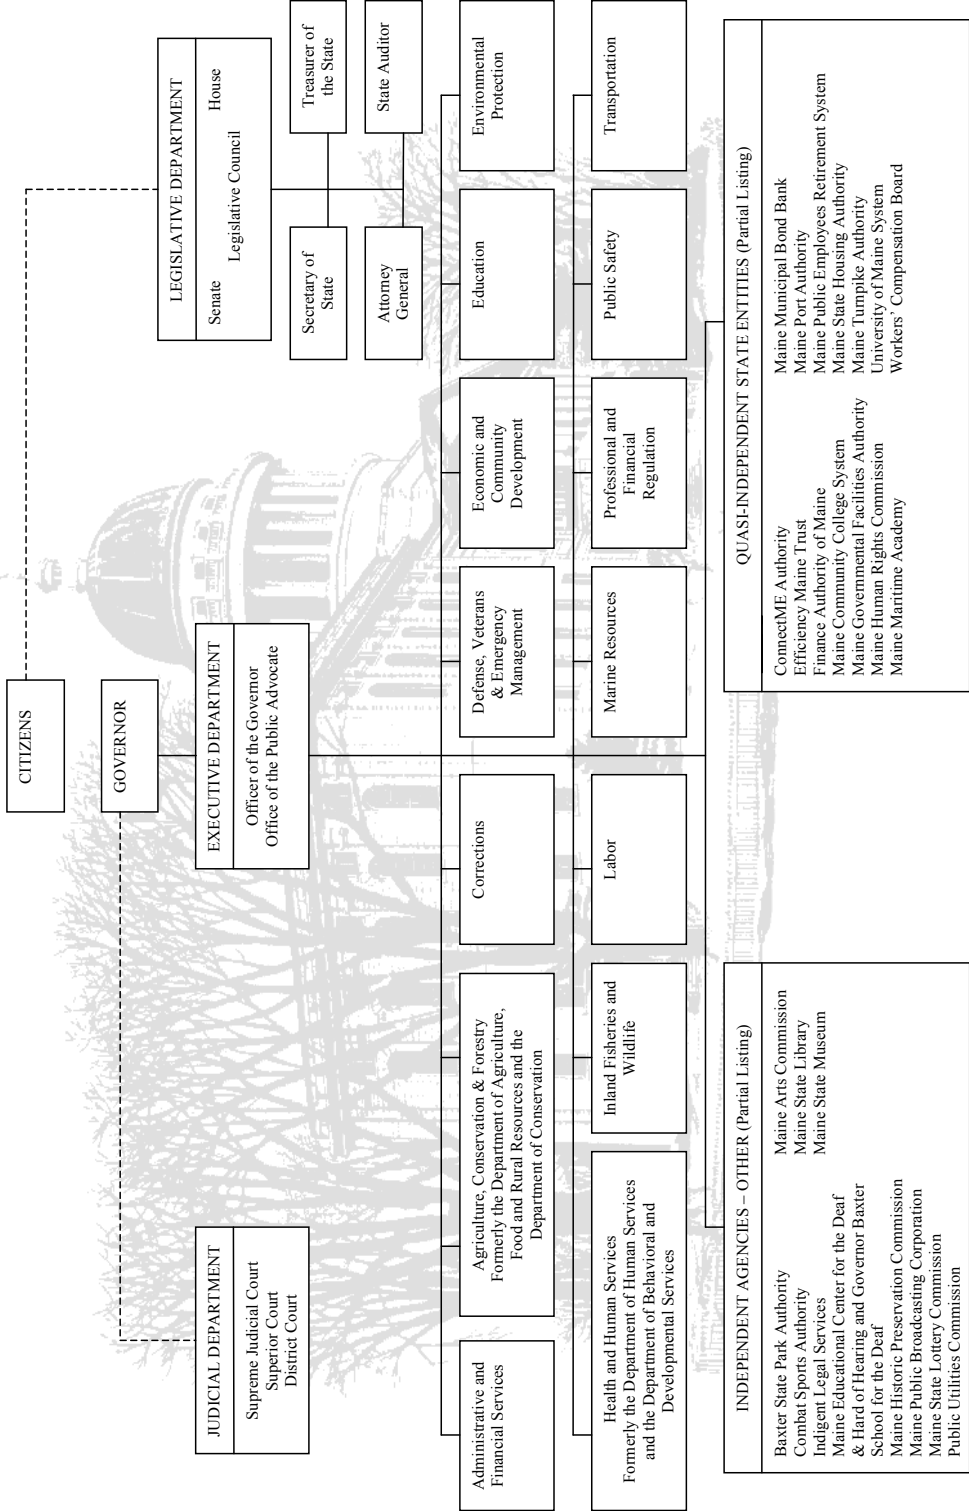 CITIZENS
GOVERNOR
JUDICIAL DEPARTMENT
Supreme Judicial Court
Superior Court
District Court
EXECUTIVE DEPARTMENT
Officer of the Governor
Office of the Public Advocate
LEGISLATIVE DEPARTMENT
Senate House
Legislative Council
Secretary of
State
Treasurer of
the State
Attorney
General
State Auditor
Administrative and
Financial Services
Agriculture, Conservation & Forestry
Formerly the Department of Agriculture,
Food and Rural Resources and the
Department of Conservation
Corrections
Defense, Veterans
& Emergency
Management
Economic and
Community
Development
Education
Environmental
Protection
Health and Human Services
Formerly the Department of Human Services
and the Department of Behavioral and
Developmental Services
Inland Fisheries and
Wildlife
Labor
Marine Resources
Professional and
Financial
Regulation
Public Safety
Transportation
INDEPENDENT AGENCIES – OTHER (Partial Listing)
Baxter State Park Authority
Combat Sports Authority
Indigent Legal Services
Maine Educational Center for the Deaf
& Hard of Hearing and Governor Baxter
School for the Deaf
Maine Historic Preservation Commission
Maine Public Broadcasting Corporation
Maine State Lottery Commission
Public Utilities Commission
Maine Arts Commission
Maine State Library
Maine State Museum
QUASI-INDEPENDENT STATE ENTITIES (Partial Listing)
ConnectME Authority
Efficiency Maine Trust
Finance Authority of Maine
Maine Community College System
Maine Governmental Facilities Authority
Maine Human Rights Commission
Maine Maritime Academy
Maine Municipal Bond Bank
Maine Port Authority
Maine Public Employees Retirement System
Maine State Housing Authority
Maine Turnpike Authority
University of Maine System
Workers' Compensation Board